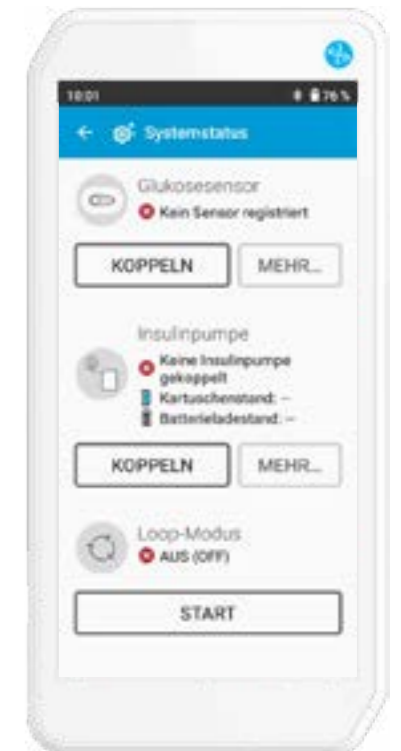 10:01 76 %
Systemstatus
Glukosesensor
Kein Sensor registriert
KOPPELN MEHR...
Insulinpumpe
Keine Insulinpumpe
gekoppelt
Kartuschenstand: --
Batterieladestand: --
KOPPELN MEHR...
Loop-Modus
AUS (OFF)
START